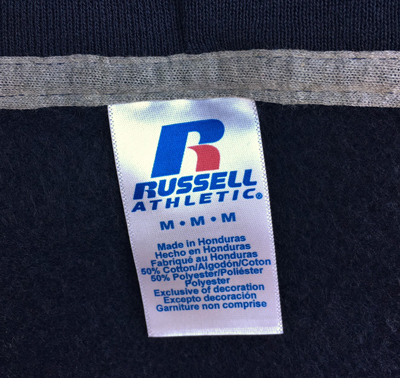 R
RUSSELL
ATHLETIC®
M • M • M
Made in Honduras
Hecho en Honduras
Fabriqué au Honduras
50% Cotton/Algodón/Coton
50% Polyester/Poliéster
Polyester
Exclusive of decoration
Excepto decoración
Garniture non comprise